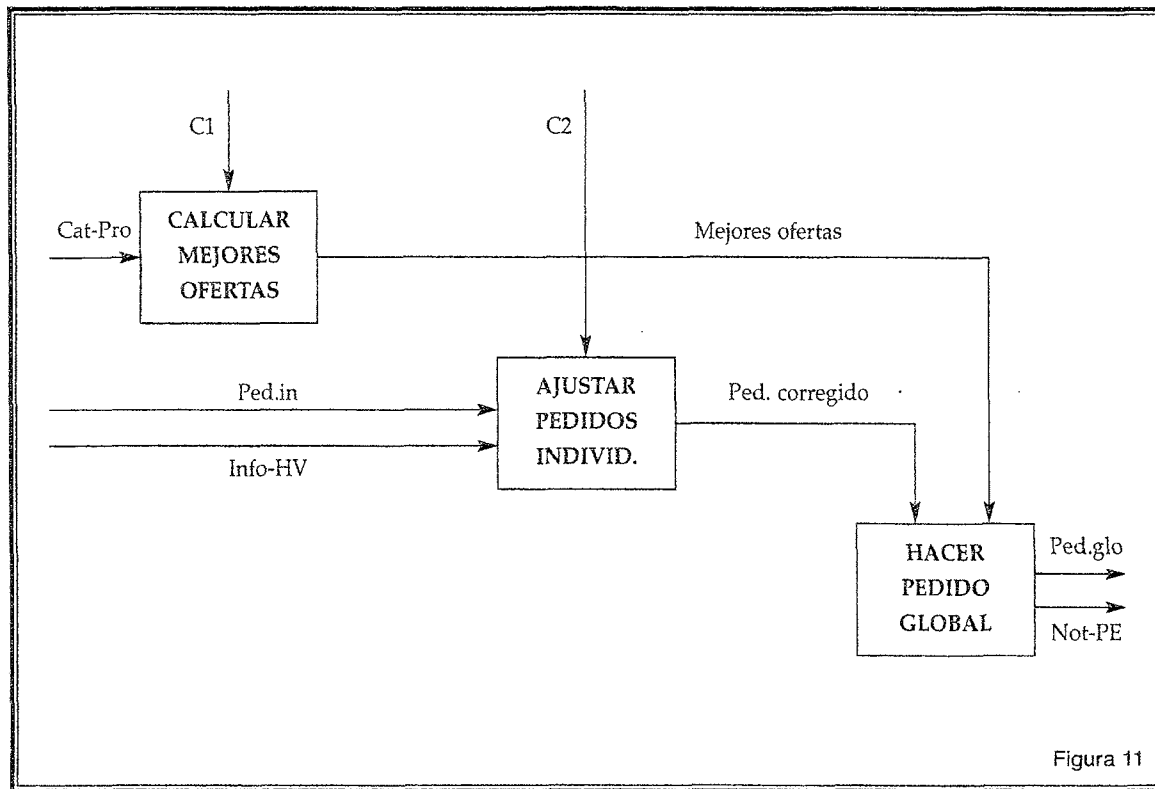 C1
C2
Cat-Pro
CALCULAR
MEJORES
OFERTAS
Mejores ofertas
Ped.in
Info-HV
AJUSTAR
PEDIDOS
INDIVID.
Ped. corregido
HACER
PEDIDO
GLOBAL
Ped.glo
Not-PE
Figura 11